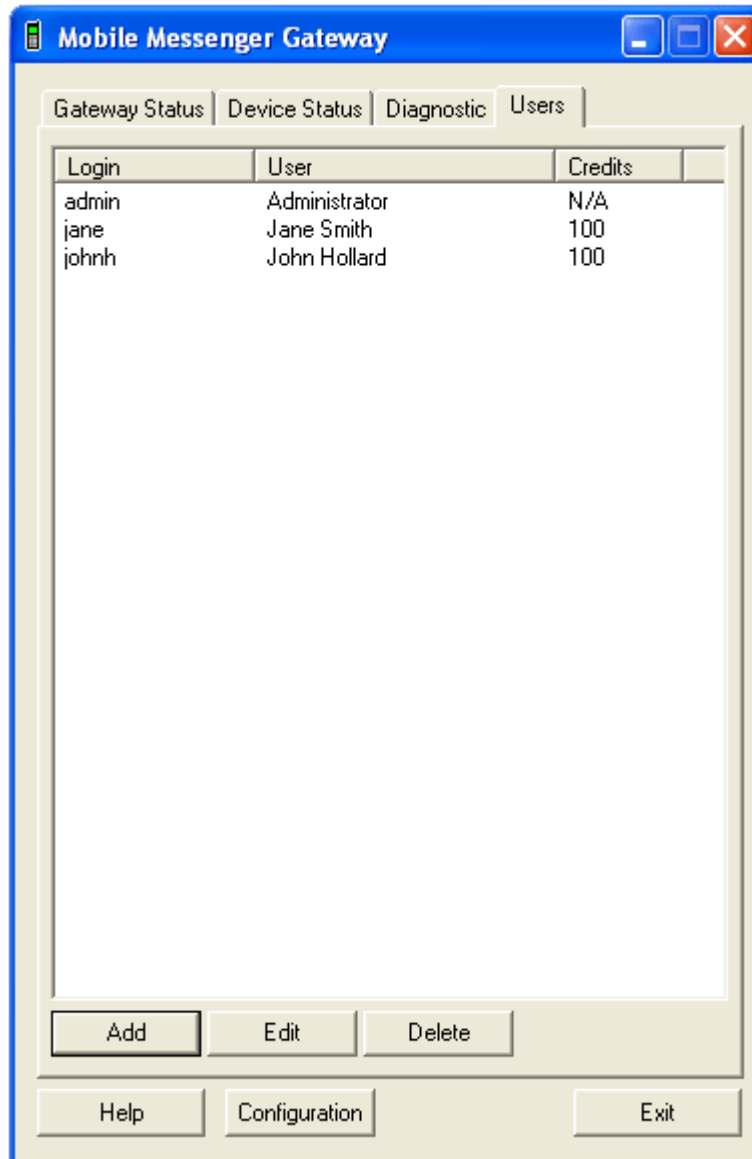 Mobile Messenger Gateway
Gateway Status Device Status Diagnostic Users
Login User Credits
admin Administrator N/A
jane Jane Smith 100
johnh John Hollard 100
Add Edit Delete
Help Configuration Exit